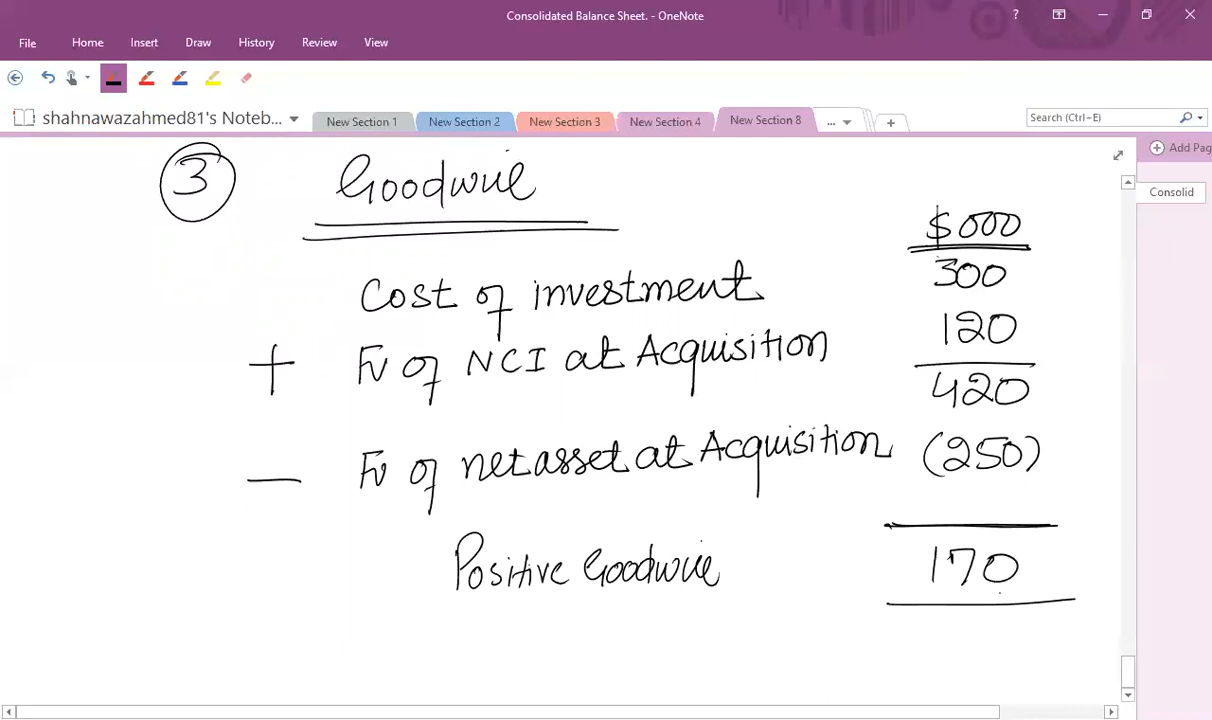 Consolidated Balance Sheet. - OneNote
?
File Home Insert Draw History Review View
shahnawazahmed81's Noteb... New Section 1 New Section 2 New Section 3 New Section 4 New Section 8 ... + Search (Ctrl+E)
Add Pag
Consolid
3 Goodwill
$000
Cost of investment 300
+ Fv of NCI at Acquisition 120
420
- Fv of net asset at Acquisition (250)
Positive Goodwill 170